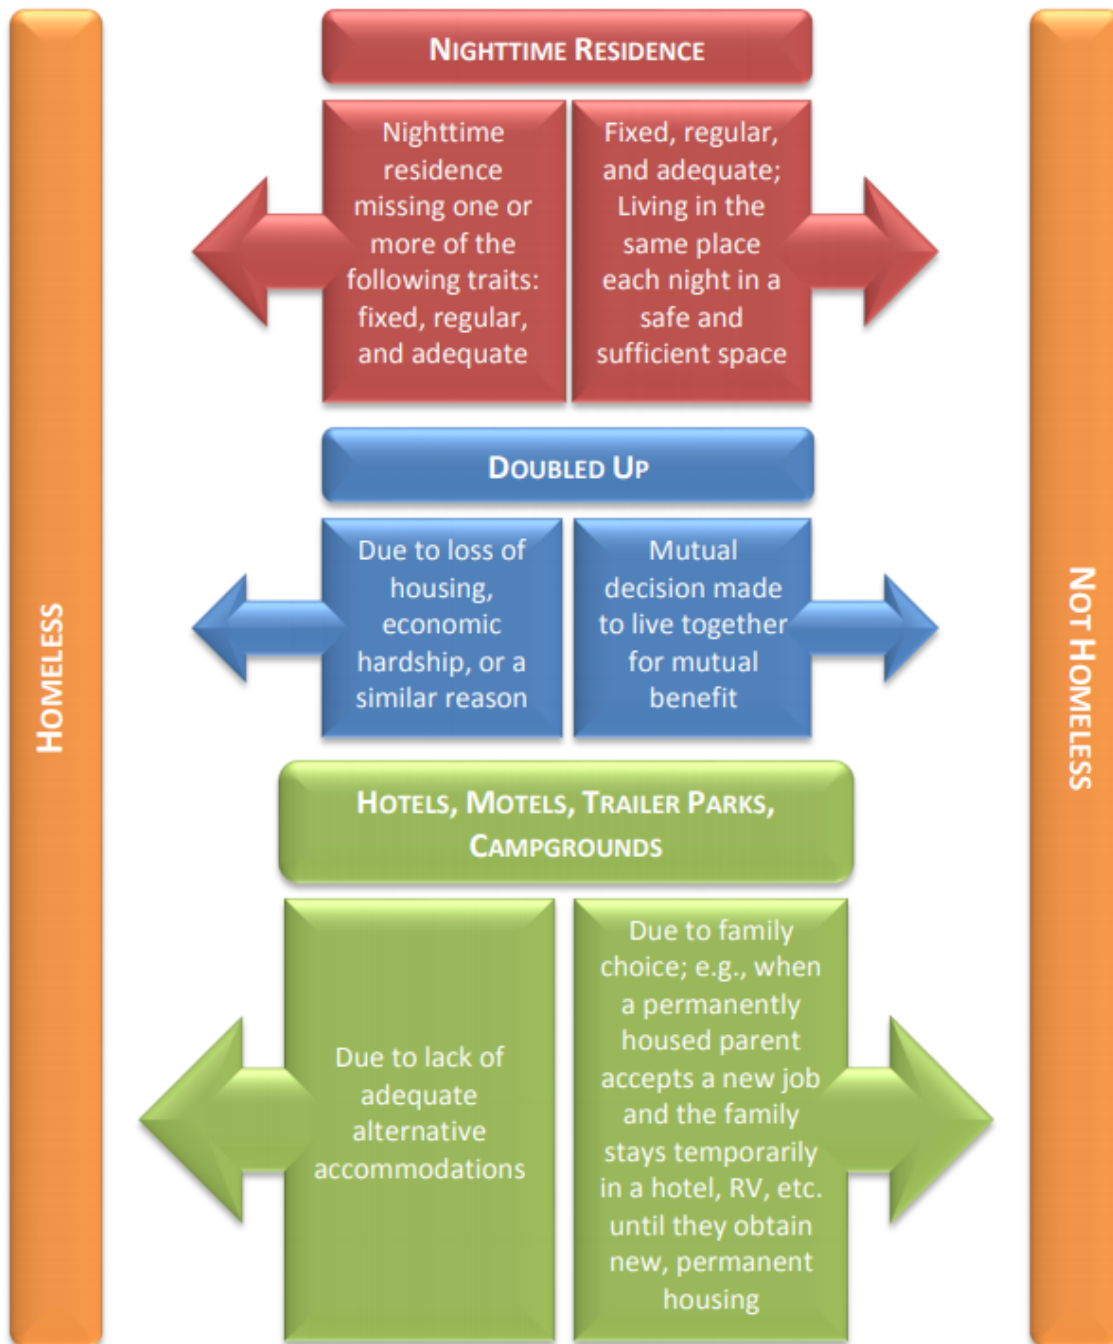 HOMELESS
NIGHTTIME RESIDENCE
Nighttime
residence
missing one or
more of the
following traits:
fixed, regular,
and adequate
Fixed, regular,
and adequate;
Living in the
same place
each night in a
safe and
sufficient space
DOUBLED UP
Due to loss of
housing,
economic
hardship, or a
similar reason
Mutual
decision made
to live together
for mutual
benefit
HOTELS, MOTELS, TRAILER PARKS,
CAMPGROUNDS
Due to lack of
adequate
alternative
accommodations
Due to family
choice; e.g., when
a permanently
housed parent
accepts a new job
and the family
stays temporarily
in a hotel, RV, etc.
until they obtain
new, permanent
housing
NOT HOMELESS